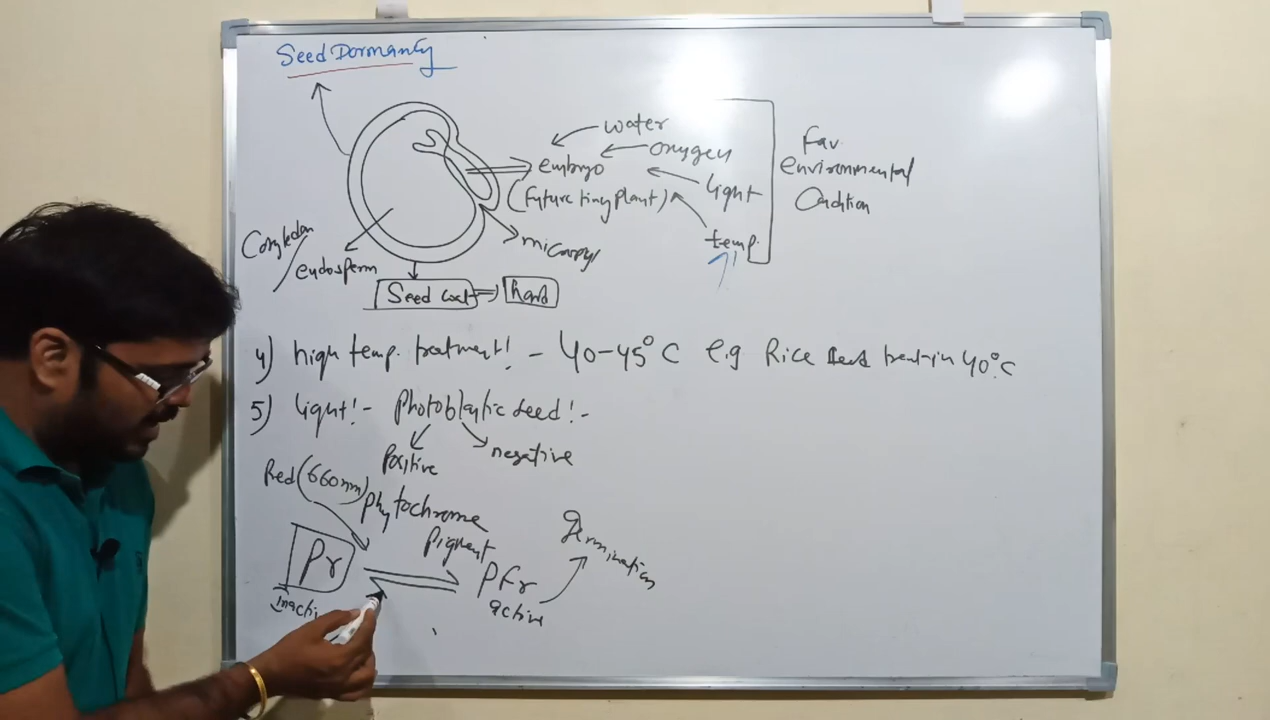 Seed Dormancy
water
oxygen
embryo
light
(future tiny plant)
temp.
Fav.
environmental
Condition
micropyl
Cotyledon
endosperm
Seed coat
hard
4) high temp. treatment! - 40-45°C e.g Rice seed treat-in 40°C
5) light! - Photoblastic seed! -
Positive
negative
Red (660nm)
phytochrome
Pigment
Pr
Inacti
PFr
active
Germination